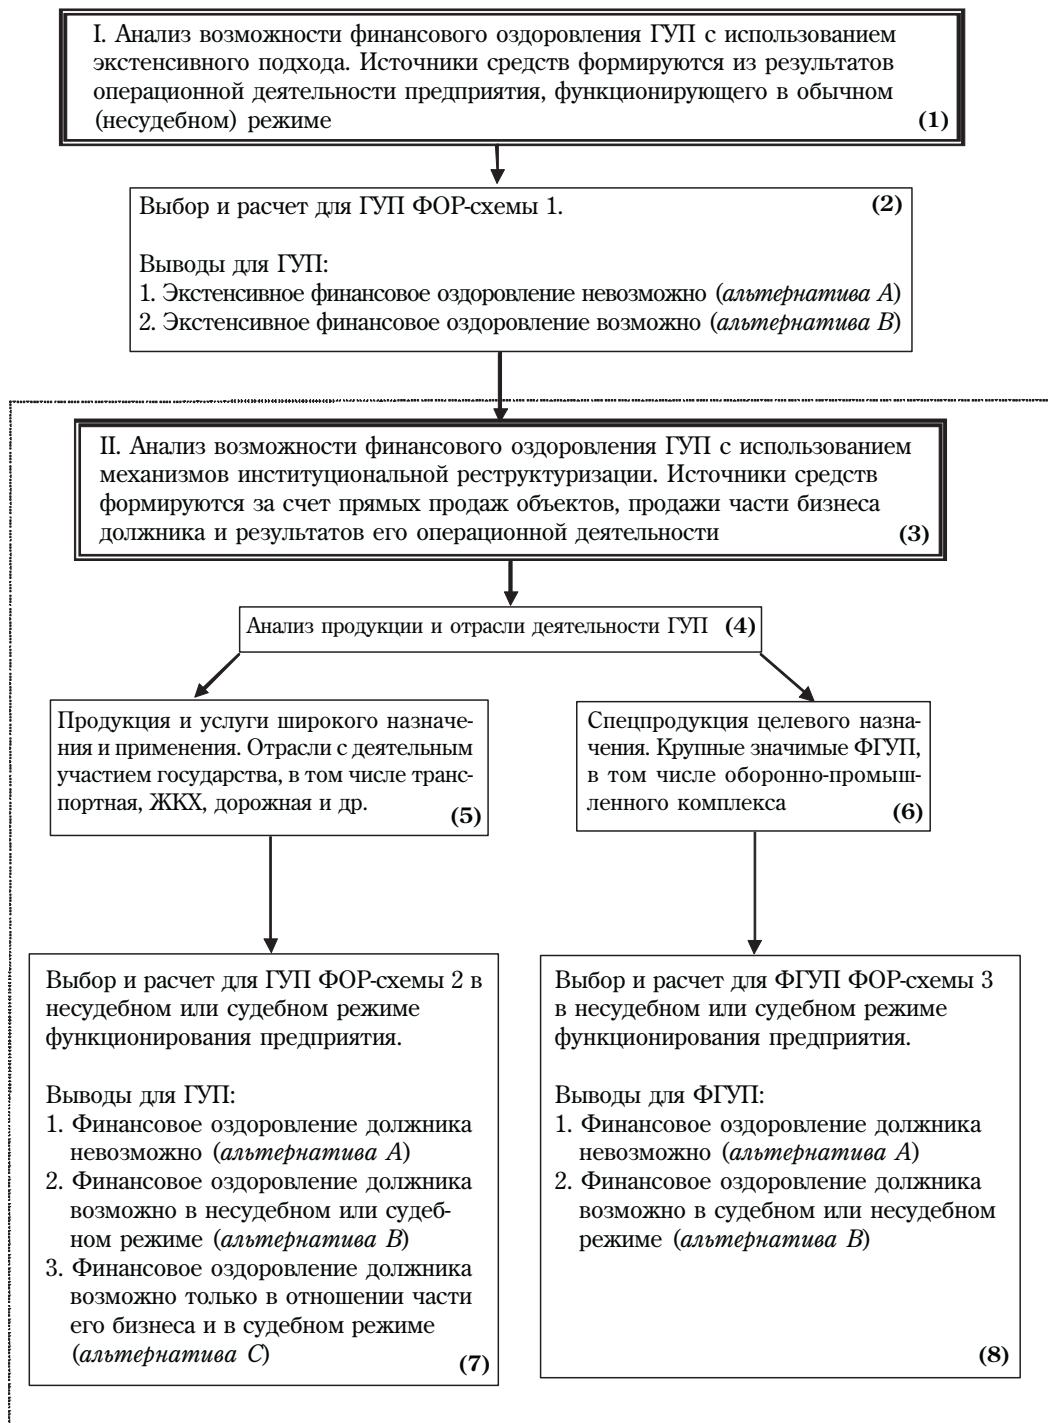 I. Анализ возможности финансового оздоровления ГУП с использованием
экстенсивного подхода. Источники средств формируются из результатов
операционной деятельности предприятия, функционирующего в обычном
(несудебном) режиме (1)
Выбор и расчет для ГУП ФОР-схемы 1. (2)
Выводы для ГУП:
1. Экстенсивное финансовое оздоровление невозможно (альтернатива A)
2. Экстенсивное финансовое оздоровление возможно (альтернатива B)
II. Анализ возможности финансового оздоровления ГУП с использованием
механизмов институциональной реструктуризации. Источники средств
формируются за счет прямых продаж объектов, продажи части бизнеса
должника и результатов его операционной деятельности (3)
Анализ продукции и отрасли деятельности ГУП (4)
Продукция и услуги широкого назначе-
ния и применения. Отрасли с деятельным
участием государства, в том числе транс-
портная, ЖКХ, дорожная и др. (5)
Спецпродукция целевого назна-
чения. Крупные значимые ФГУП,
в том числе оборонно-промыш-
ленного комплекса (6)
Выбор и расчет для ГУП ФОР-схемы 2 в
несудебном или судебном режиме
функционирования предприятия.
Выводы для ГУП:
1. Финансовое оздоровление должника
невозможно (альтернатива A)
2. Финансовое оздоровление должника
возможно в несудебном или судеб-
ном режиме (альтернатива B)
3. Финансовое оздоровление должника
возможно только в отношении части
его бизнеса и в судебном режиме
(альтернатива C) (7)
Выбор и расчет для ФГУП ФОР-схемы 3
в несудебном или судебном режиме
функционирования предприятия.
Выводы для ФГУП:
1. Финансовое оздоровление должника
невозможно (альтернатива A)
2. Финансовое оздоровление должника
возможно в судебном или несудебном
режиме (альтернатива B)
(8)